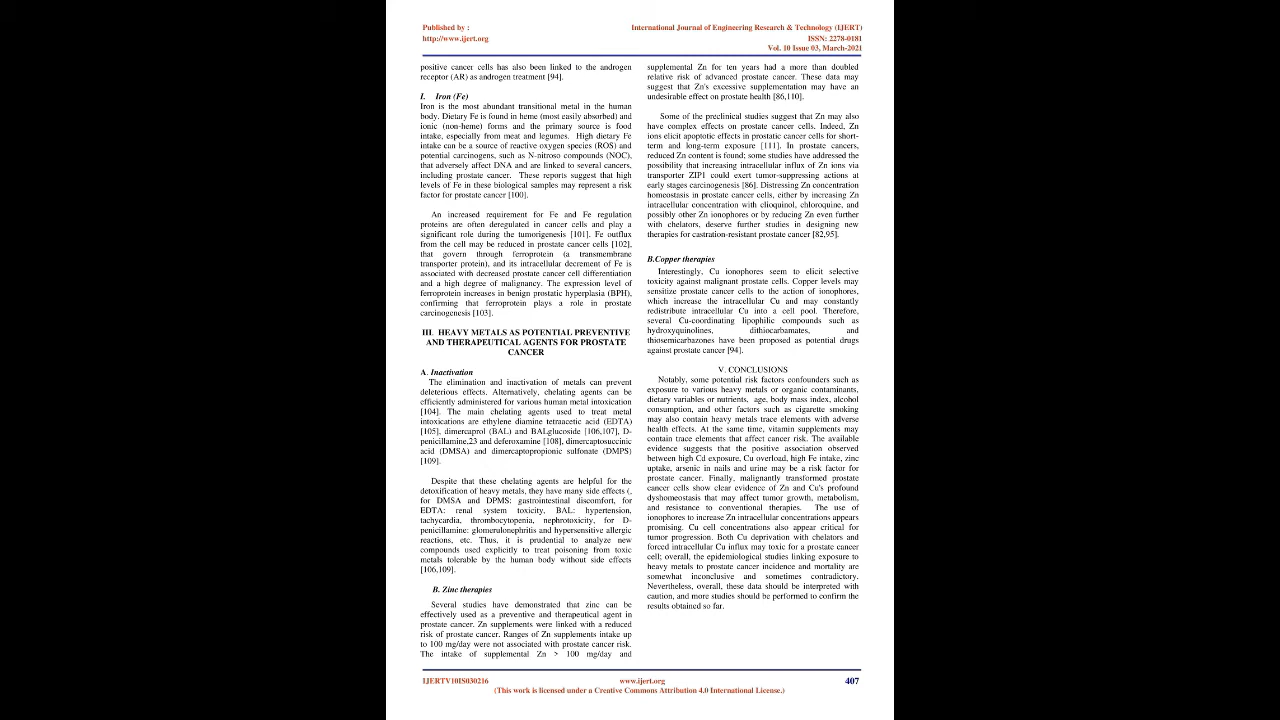 Published by :
International Journal of Engineering Research & Technology (IJERT)
http://www.ijert.org
ISSN: 2278-0181
Vol. 10 Issue 03, March-2021
positive cancer cells has also been linked to the androgen
receptor (AR) as androgen treatment [94].
I. Iron (Fe)
Iron is the most abundant transitional metal in the human
body. Dietary Fe is found in heme (most easily absorbed) and
ionic (non-heme) forms and the primary source is food
intake, especially from meat and legumes. High dietary Fe
intake can be a source of reactive oxygen species (ROS) and
potential carcinogens, such as N-nitroso compounds (NOC),
that adversely affect DNA and are linked to several cancers,
including prostate cancer. These reports suggest that high
levels of Fe in these biological samples may represent a risk
factor for prostate cancer [100].
An increased requirement for Fe and Fe regulation
proteins are often deregulated in cancer cells and play a
significant role during the tumorigenesis [101]. Fe outflux
from the cell may be reduced in prostate cancer cells [102],
that govern through ferroprotein (a transmembrane
transporter protein), and its intracellular decrement of Fe is
associated with decreased prostate cancer cell differentiation
and a high degree of malignancy. The expression level of
ferroprotein increases in benign prostatic hyperplasia (BPH),
confirming that ferroprotein plays a role in prostate
carcinogenesis [103].
III. HEAVY METALS AS POTENTIAL PREVENTIVE
AND THERAPEUTICAL AGENTS FOR PROSTATE
CANCER
A. Inactivation
The elimination and inactivation of metals can prevent
deleterious effects. Alternatively, chelating agents can be
efficiently administered for various human metal intoxication
[104]. The main chelating agents used to treat metal
intoxications are ethylene diamine tetraacetic acid (EDTA)
[105], dimercaprol (BAL) and BALglucoside [106,107], D-
penicillamine,23 and deferoxamine [108], dimercaptosuccinic
acid (DMSA) and dimercaptopropionic sulfonate (DMPS)
[109].
Despite that these chelating agents are helpful for the
detoxification of heavy metals, they have many side effects (,
for DMSA and DPMS: gastrointestinal discomfort, for
EDTA: renal system toxicity, BAL: hypertension,
tachycardia, thrombocytopenia, nephrotoxicity, for D-
penicillamine: glomerulonephritis and hypersensitive allergic
reactions, etc. Thus, it is prudential to analyze new
compounds used explicitly to treat poisoning from toxic
metals tolerable by the human body without side effects
[106,109].
B. Zinc therapies
Several studies have demonstrated that zinc can be
effectively used as a preventive and therapeutical agent in
prostate cancer. Zn supplements were linked with a reduced
risk of prostate cancer. Ranges of Zn supplements intake up
to 100 mg/day were not associated with prostate cancer risk.
The intake of supplemental Zn > 100 mg/day and
supplemental Zn for ten years had a more than doubled
relative risk of advanced prostate cancer. These data may
suggest that Zn's excessive supplementation may have an
undesirable effect on prostate health [86,110].
Some of the preclinical studies suggest that Zn may also
have complex effects on prostate cancer cells. Indeed, Zn
ions elicit apoptotic effects in prostatic cancer cells for short-
term and long-term exposure [111]. In prostate cancers,
reduced Zn content is found; some studies have addressed the
possibility that increasing intracellular influx of Zn ions via
transporter ZIP1 could exert tumor-suppressing actions at
early stages carcinogenesis [86]. Distressing Zn concentration
homeostasis in prostate cancer cells, either by increasing Zn
intracellular concentration with clioquinol, chloroquine, and
possibly other Zn ionophores or by reducing Zn even further
with chelators, deserve further studies in designing new
therapies for castration-resistant prostate cancer [82,95].
B.Copper therapies
Interestingly, Cu ionophores seem to elicit selective
toxicity against malignant prostate cells. Copper levels may
sensitize prostate cancer cells to the action of ionophores,
which increase the intracellular Cu and may constantly
redistribute intracellular Cu into a cell pool. Therefore,
several Cu-coordinating lipophilic compounds such as
hydroxyquinolines, dithiocarbamates, and
thiosemicarbazones have been proposed as potential drugs
against prostate cancer [94].
V. CONCLUSIONS
Notably, some potential risk factors confounders such as
exposure to various heavy metals or organic contaminants,
dietary variables or nutrients, age, body mass index, alcohol
consumption, and other factors such as cigarette smoking
may also contain heavy metals trace elements with adverse
health effects. At the same time, vitamin supplements may
contain trace elements that affect cancer risk. The available
evidence suggests that the positive association observed
between high Cd exposure, Cu overload, high Fe intake, zinc
uptake, arsenic in nails and urine may be a risk factor for
prostate cancer. Finally, malignantly transformed prostate
cancer cells show clear evidence of Zn and Cu's profound
dyshomeostasis that may affect tumor growth, metabolism,
and resistance to conventional therapies. The use of
ionophores to increase Zn intracellular concentrations appears
promising. Cu cell concentrations also appear critical for
tumor progression. Both Cu deprivation with chelators and
forced intracellular Cu influx may toxic for a prostate cancer
cell; overall, the epidemiological studies linking exposure to
heavy metals to prostate cancer incidence and mortality are
somewhat inconclusive and sometimes contradictory.
Nevertheless, overall, these data should be interpreted with
caution, and more studies should be performed to confirm the
results obtained so far.
IJERTV10IS030216
www.ijert.org
407
(This work is licensed under a Creative Commons Attribution 4.0 International License.)